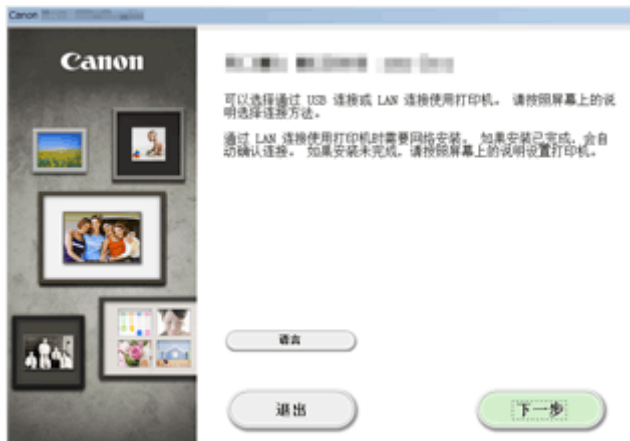 Canon
Canon
可以选择通过 USB 连接或 LAN 连接使用打印机。 请按照屏幕上的说
明选择连接方法。
通过 LAN 连接使用打印机时需要网络安装。 如果安装已完成，会自
动确认连接。 如果安装未完成，请按照屏幕上的说明设置打印机。
语言
退出
下一步